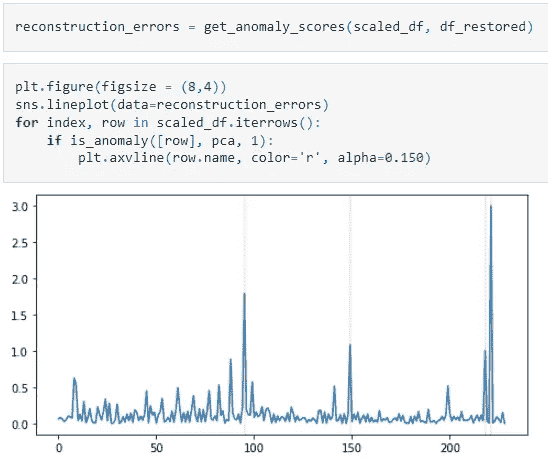 reconstruction_errors = get_anomaly_scores(scaled_df, df_restored)
plt.figure(figsize = (8,4))
sns.lineplot(data=reconstruction_errors)
for index, row in scaled_df.iterrows():
    if is_anomaly([row], pca, 1):
        plt.axvline(row.name, color='r', alpha=0.150)
3.0
2.5
2.0
1.5
1.0
0.5
0.0
0 50 100 150 200